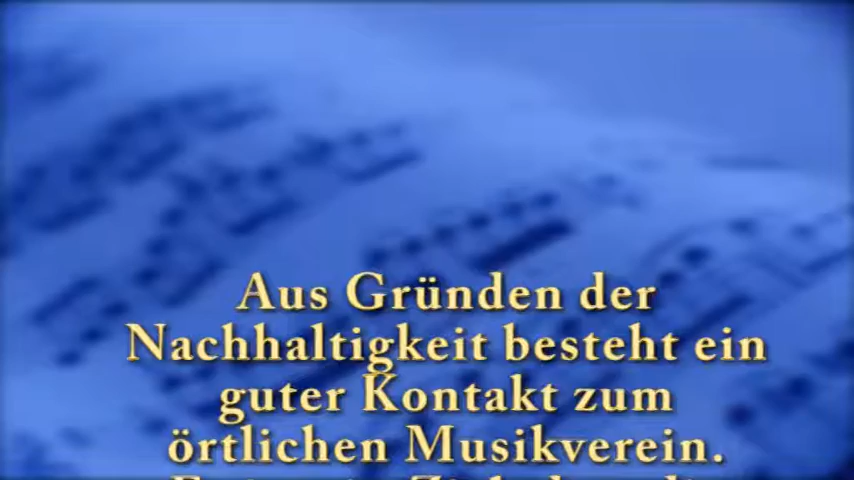 Aus Gründen der
Nachhaltigkeit besteht ein
guter Kontakt zum
örtlichen Musikverein.